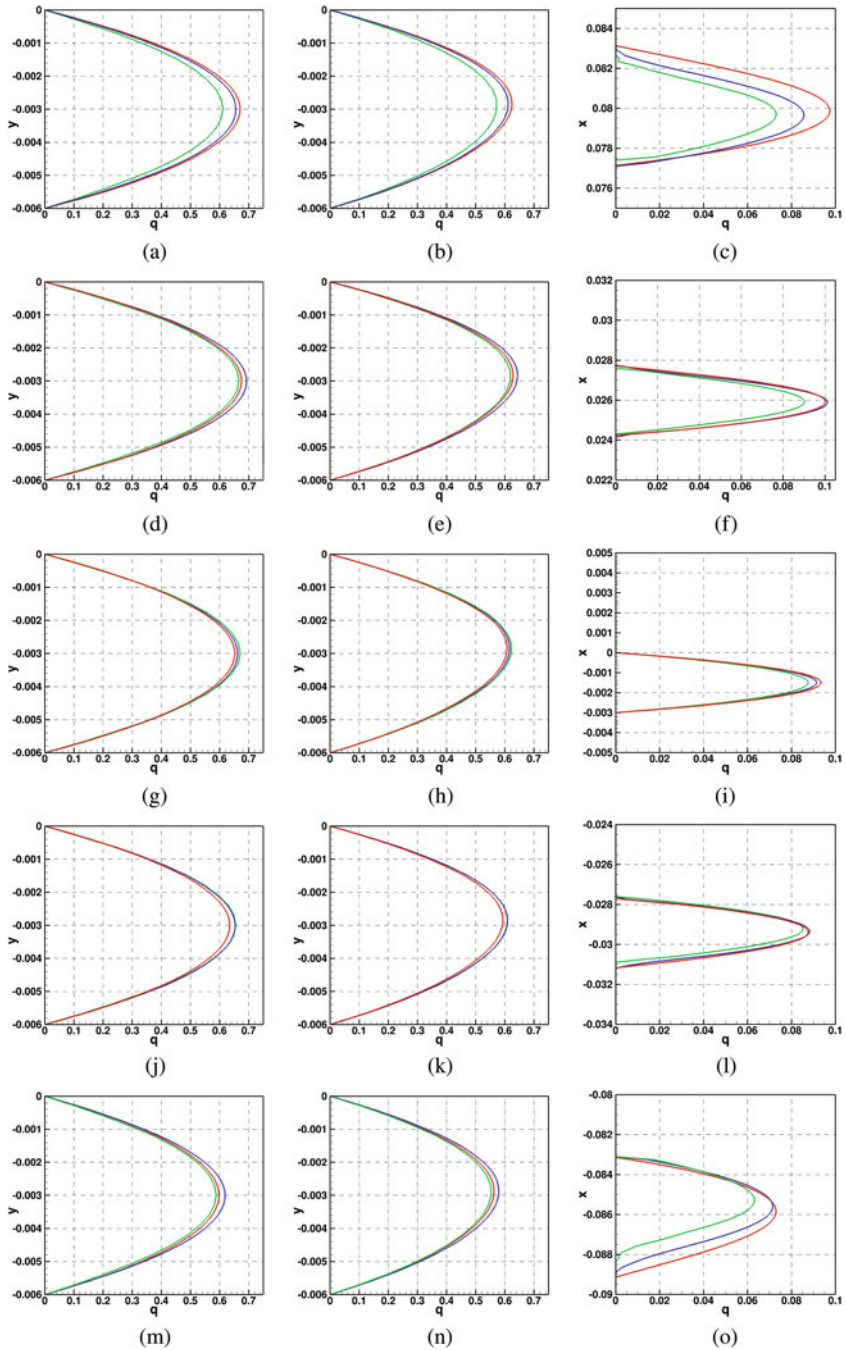 0 -0.001 -0.002 -0.003 -0.004 -0.005 -0.006
y
0 0.1 0.2 0.3 0.4 0.5 0.6 0.7
q
(a)
0 -0.001 -0.002 -0.003 -0.004 -0.005 -0.006
y
0 0.1 0.2 0.3 0.4 0.5 0.6 0.7
q
(b)
0.084 0.082 0.08 0.078 0.076
x
0 0.02 0.04 0.06 0.08 0.1
q
(c)
0 -0.001 -0.002 -0.003 -0.004 -0.005 -0.006
y
0 0.1 0.2 0.3 0.4 0.5 0.6 0.7
q
(d)
0 -0.001 -0.002 -0.003 -0.004 -0.005 -0.006
y
0 0.1 0.2 0.3 0.4 0.5 0.6 0.7
q
(e)
0.032 0.03 0.028 0.026 0.024 0.022
x
0.02 0.04 0.06 0.08 0.1
q
(f)
0 -0.001 -0.002 -0.003 -0.004 -0.005 -0.006
y
0 0.1 0.2 0.3 0.4 0.5 0.6 0.7
q
(g)
0 -0.001 -0.002 -0.003 -0.004 -0.005 -0.006
y
0 0.1 0.2 0.3 0.4 0.5 0.6 0.7
q
(h)
0.005 0.004 0.003 0.002 0.001 0 -0.001 -0.002 -0.003 -0.004 -0.005
x
0 0.02 0.04 0.06 0.08 0.1
q
(i)
0 -0.001 -0.002 -0.003 -0.004 -0.005 -0.006
y
0 0.1 0.2 0.3 0.4 0.5 0.6 0.7
q
(j)
0 -0.001 -0.002 -0.003 -0.004 -0.005 -0.006
y
0 0.1 0.2 0.3 0.4 0.5 0.6 0.7
q
(k)
-0.024 -0.026 -0.028 -0.03 -0.032 -0.034
x
0 0.02 0.04 0.06 0.08 0.1
q
(l)
0 -0.001 -0.002 -0.003 -0.004 -0.005 -0.006
y
0 0.1 0.2 0.3 0.4 0.5 0.6 0.7
q
(m)
0 -0.001 -0.002 -0.003 -0.004 -0.005 -0.006
y
0 0.1 0.2 0.3 0.4 0.5 0.6 0.7
q
(n)
-0.08 -0.082 -0.084 -0.086 -0.088 -0.09
x
0 0.02 0.04 0.06 0.08 0.1
q
(o)